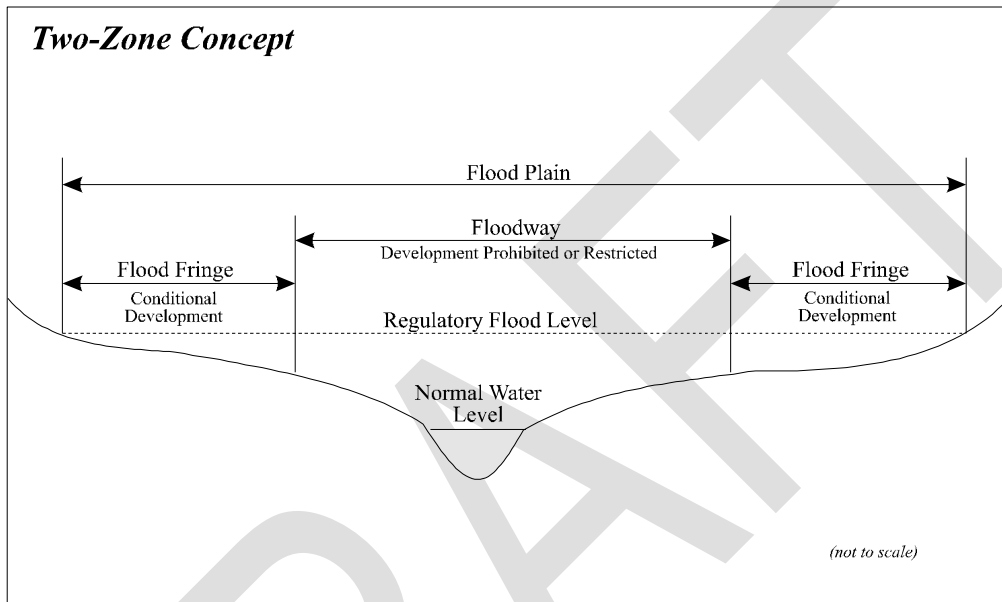 Two-Zone Concept
Flood Plain
Floodway
Development Prohibited or Restricted
Flood Fringe
Conditional
Development
Flood Fringe
Conditional
Development
Regulatory Flood Level
Normal Water
Level
(not to scale)
DRAFT